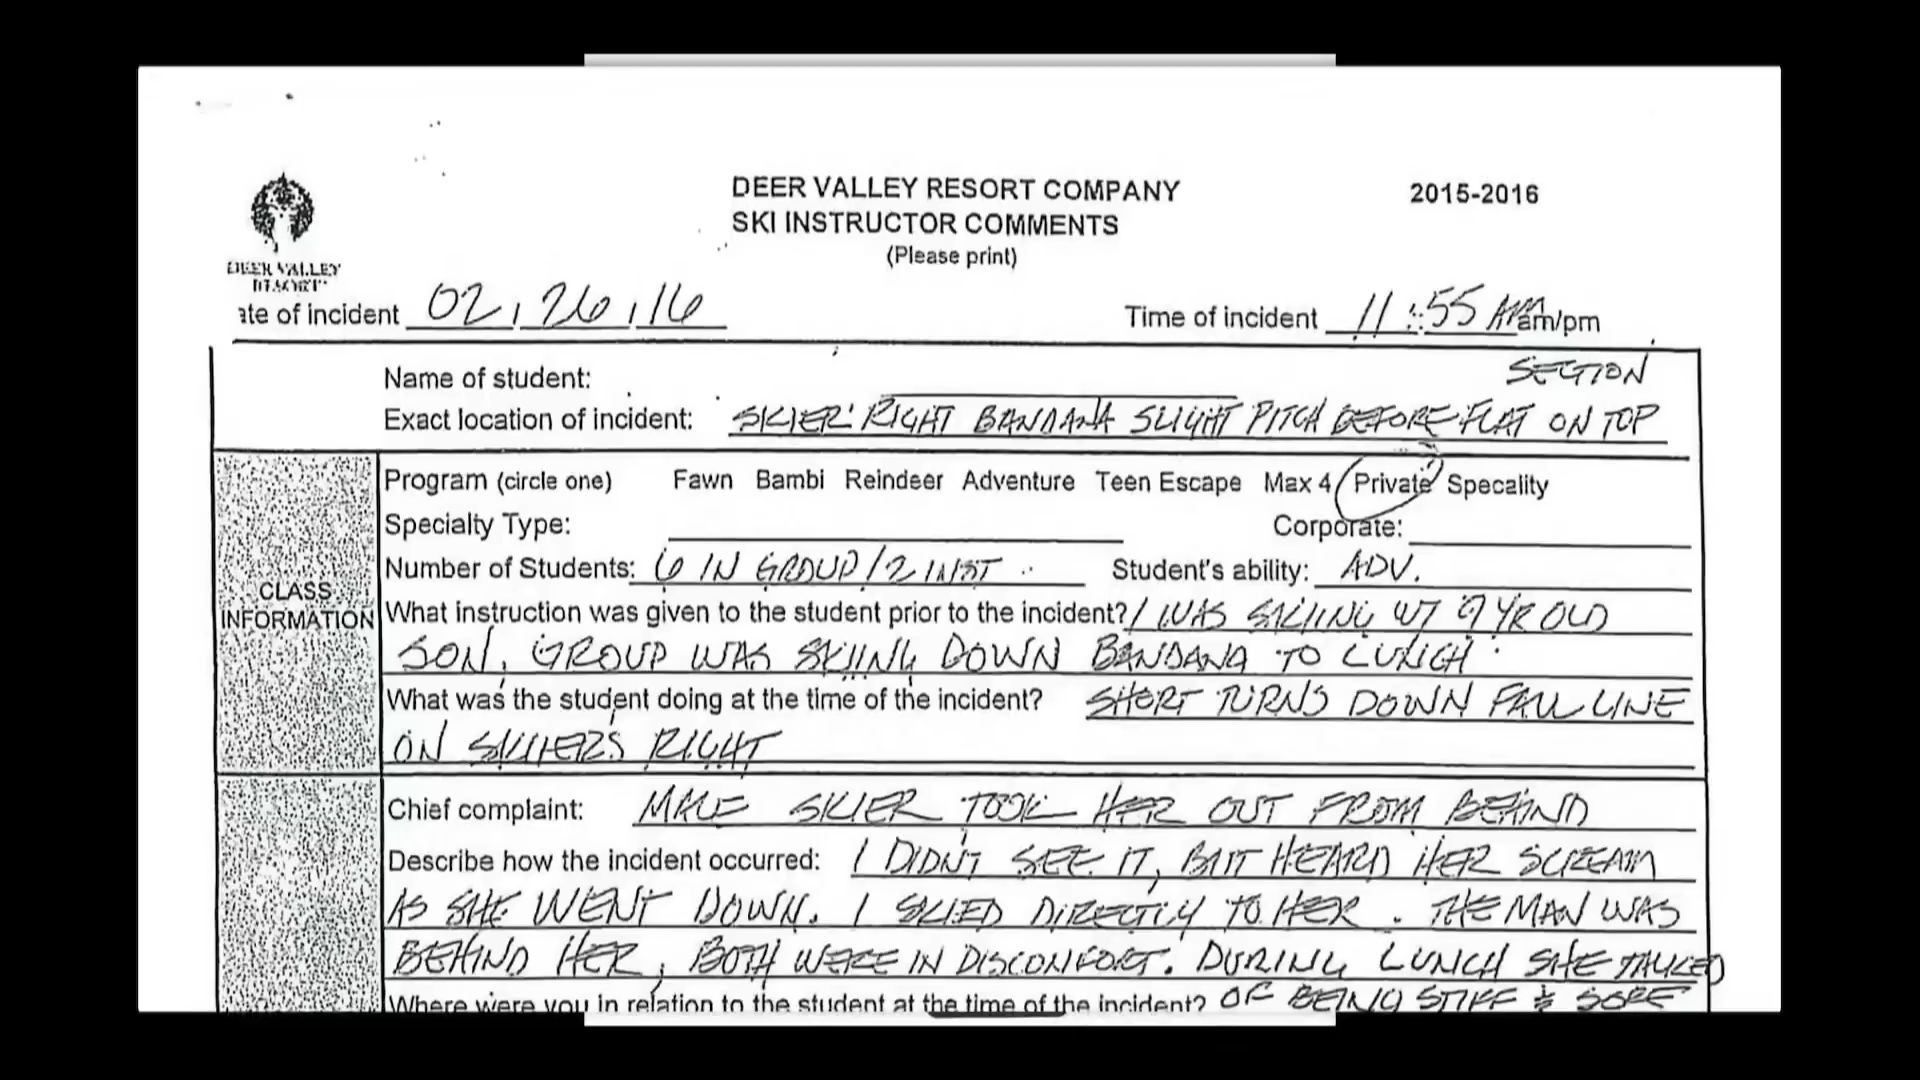 DEER VALLEY RESORT COMPANY 2015-2016
SKI INSTRUCTOR COMMENTS
(Please print)
DEER VALLEY
RESORT
ate of incident 02, 26, 16 Time of incident 11:55 AM am/pm
Name of student: SECTION
Exact location of incident: SKIER RIGHT BANDANA SLIGHT PITCH BEFORE FLAT ON TOP
Program (circle one) Fawn Bambi Reindeer Adventure Teen Escape Max 4 Private Specality
Specialty Type: Corporate:
Number of Students: 6 IN GROUP / 2 INST Student's ability: ADV.
CLASS
INFORMATION
What instruction was given to the student prior to the incident? I WAS SKIING W/ 9 YR OLD
SON, GROUP WAS SKIING DOWN BANDANA TO LUNCH
What was the student doing at the time of the incident? SHORT TURNS DOWN FALL LINE
ON SKIERS RIGHT
Chief complaint: MALE SKIER TOOK HER OUT FROM BEHIND
Describe how the incident occurred: I DIDN'T SEE IT, BUT HEARD HER SCREAM
AS SHE WENT DOWN. I SKIED DIRECTLY TO HER. THE MAN WAS
BEHIND HER, BOTH WERE IN DISCONFORT. DURING LUNCH SHE TALKED
Where were you in relation to the student at the time of the incident? OF BEING STIFF & SORE